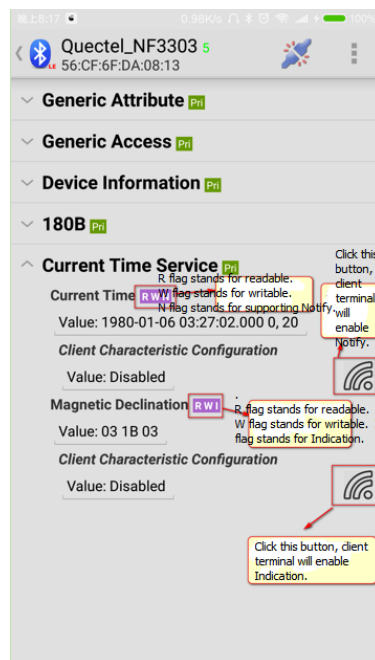 晚上8:17 0.98K/s 100%
Quectel_NF3303 5
LE 56:CF:6F:DA:08:13
Generic Attribute Pri
Generic Access Pri
Device Information Pri
180B Pri
Current Time Service Pri
Click this
button,
client
terminal
will
enable
Notify.
R flag stands for readable.
W flag stands for writable.
N flag stands for supporting Notify.
Current Time R W
Value: 1980-01-06 03:27:02.000 0, 20
Client Characteristic Configuration
Value: Disabled
Magnetic Declination R W I
.
R flag stands for readable.
W flag stands for writable.
flag stands for Indication.
Value: 03 1B 03
Client Characteristic Configuration
Value: Disabled
Click this button, client
terminal will enable
Indication.